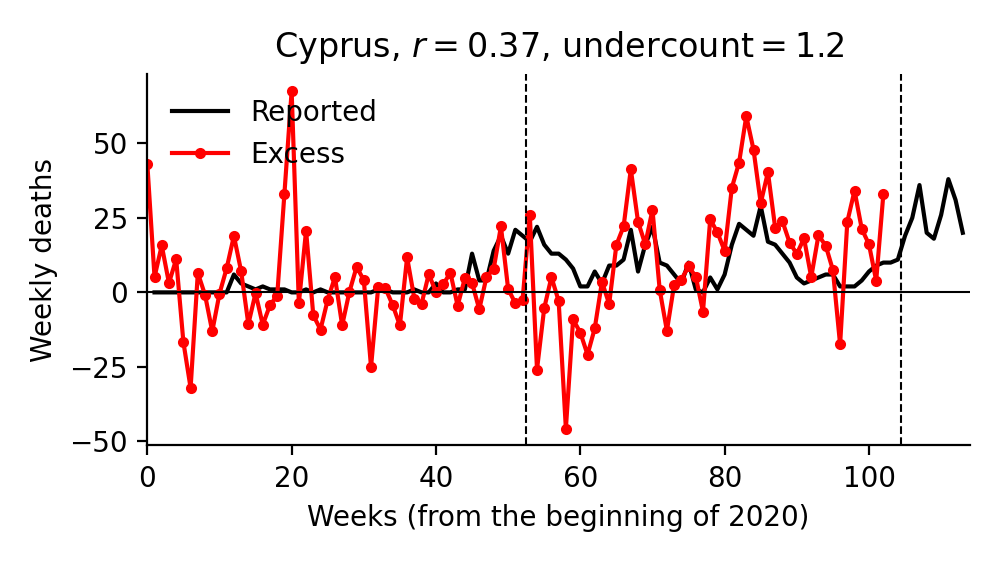 Cyprus, r = 0.37, undercount = 1.2
Reported
Excess
50
25
0
−25
−50
Weekly deaths
0 20 40 60 80 100
Weeks (from the beginning of 2020)